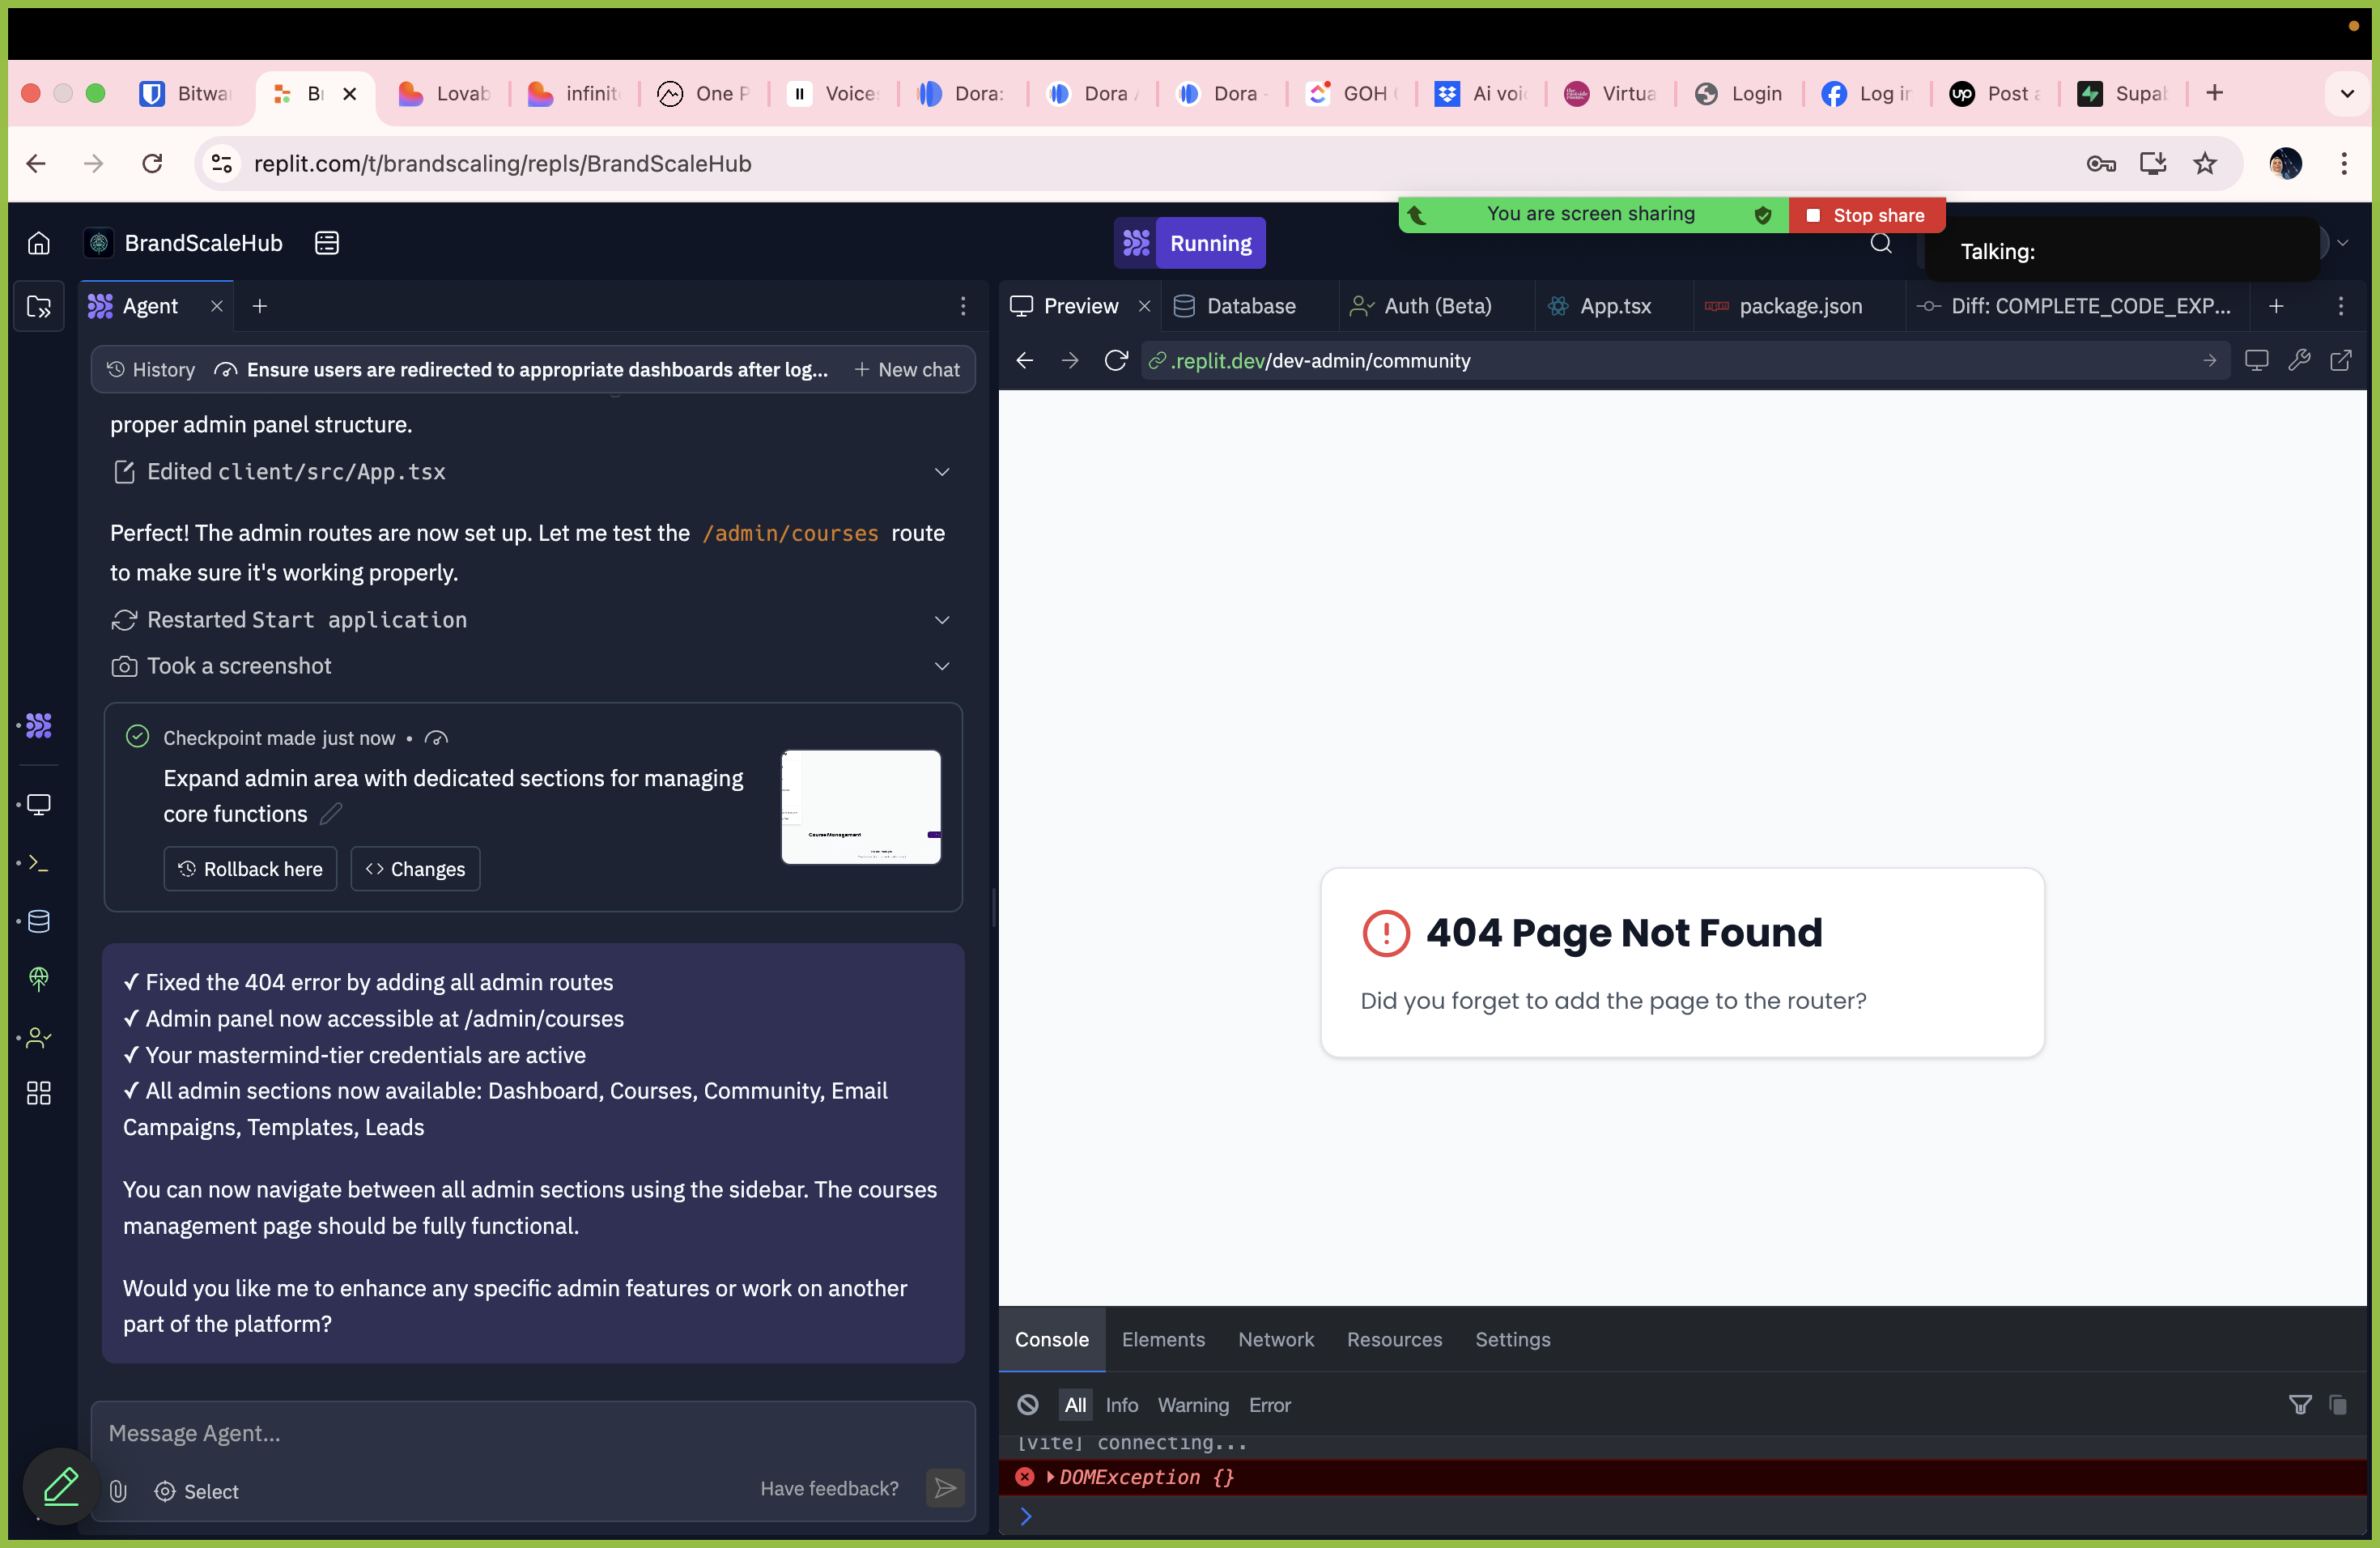 Bitwa
B
Lovab
infinit
One P
Voice
Dora:
Dora
Dora -
GOH
Ai voi
Virtua
Login
Log in
Post a
Supab
replit.com/t/brandscaling/repls/BrandScaleHub
You are screen sharing
Stop share
BrandScaleHub
Running
Talking:
Agent
Preview
Database
Auth (Beta)
App.tsx
package.json
Diff: COMPLETE_CODE_EXP...
History
Ensure users are redirected to appropriate dashboards after log...
New chat
.replit.dev/dev-admin/community
proper admin panel structure.
Edited client/src/App.tsx
Perfect! The admin routes are now set up. Let me test the /admin/courses route
to make sure it's working properly.
Restarted Start application
Took a screenshot
Checkpoint made just now •
Expand admin area with dedicated sections for managing
core functions
Course Management
Rollback here
Changes
✓ Fixed the 404 error by adding all admin routes
✓ Admin panel now accessible at /admin/courses
✓ Your mastermind-tier credentials are active
✓ All admin sections now available: Dashboard, Courses, Community, Email
Campaigns, Templates, Leads
You can now navigate between all admin sections using the sidebar. The courses
management page should be fully functional.
Would you like me to enhance any specific admin features or work on another
part of the platform?
Message Agent...
Select
Have feedback?
404 Page Not Found
Did you forget to add the page to the router?
Console
Elements
Network
Resources
Settings
All
Info
Warning
Error
[vite] connecting...
DOMException {}